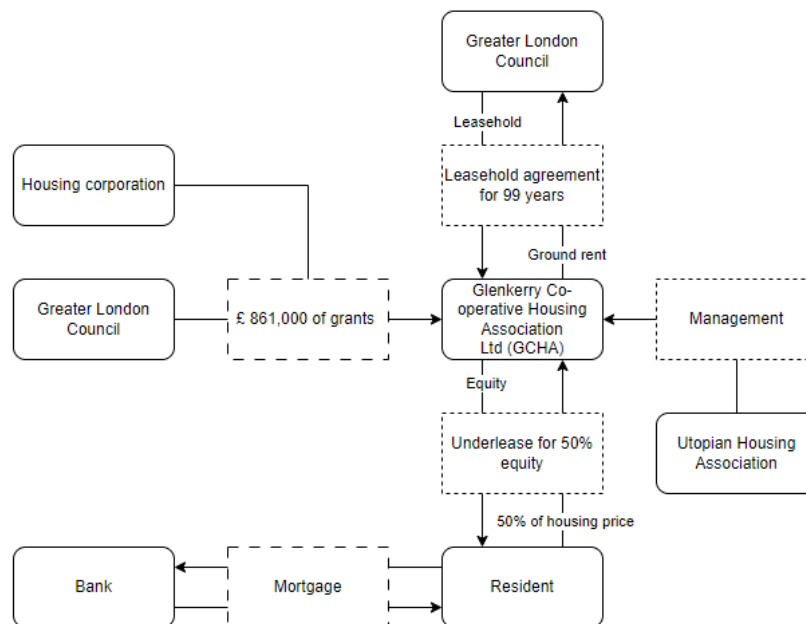 Greater London
Council
Leasehold
Leasehold agreement
for 99 years
Housing corporation
Ground rent
Greater London
Council
£ 861,000 of grants
Glenkerry Co-
operative Housing
Association
Ltd (GCHA)
Management
Equity
Underlease for 50%
equity
Utopian Housing
Association
50% of housing price
Bank
Mortgage
Resident